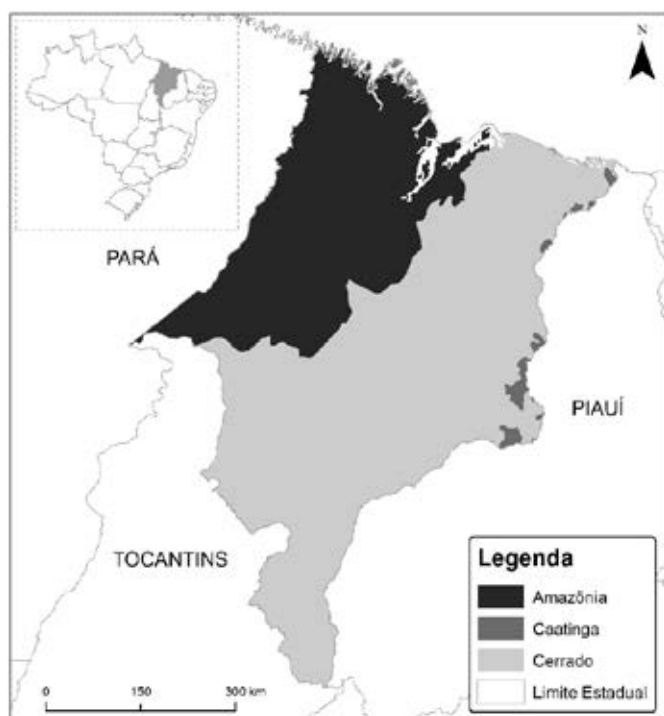 N
PARÁ
PIAUÍ
TOCANTINS
Legenda
Amazônia
Caatinga
Cerrado
Limite Estadual
0 150 300 km